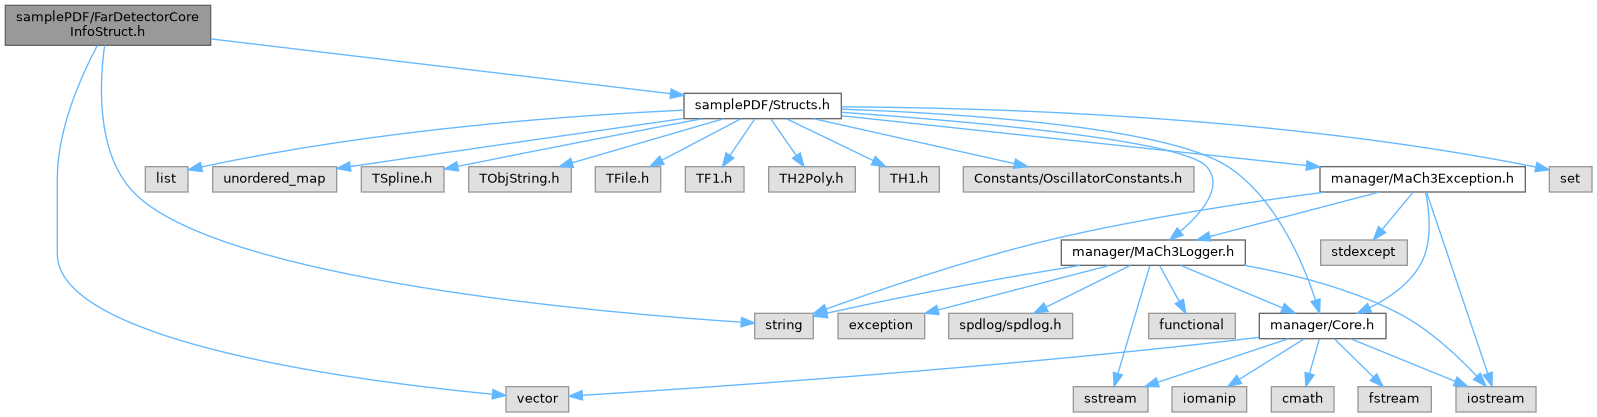 samplePDF/FarDetectorCore
InfoStruct.h
samplePDF/Structs.h
list
unordered_map
TSpline.h
TObjString.h
TFile.h
TF1.h
TH2Poly.h
TH1.h
Constants/OscillatorConstants.h
manager/MaCh3Exception.h
set
manager/MaCh3Logger.h
stdexcept
string
exception
spdlog/spdlog.h
functional
manager/Core.h
vector
sstream
iomanip
cmath
fstream
iostream